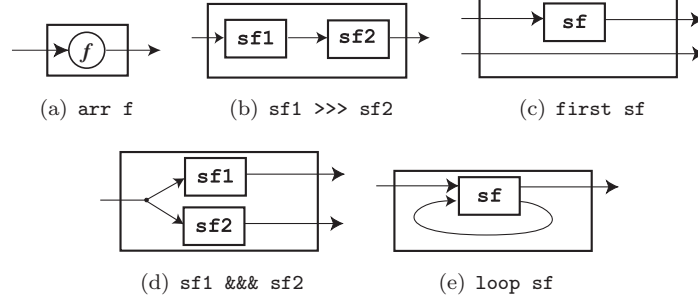 f
sf1 sf2
sf
(a) arr f
(b) sf1 >>> sf2
(c) first sf
sf1
sf2
sf
(d) sf1 &&& sf2
(e) loop sf